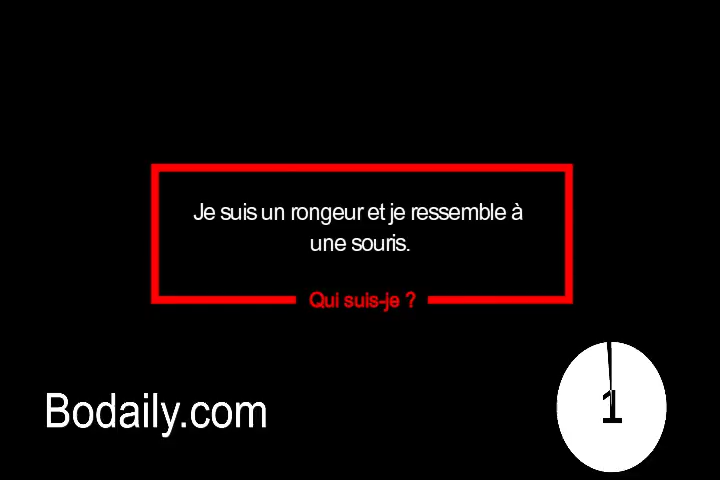 Je suis un rongeur et je ressemble à
une souris.
Qui suis-je ?
Bodaily.com
1